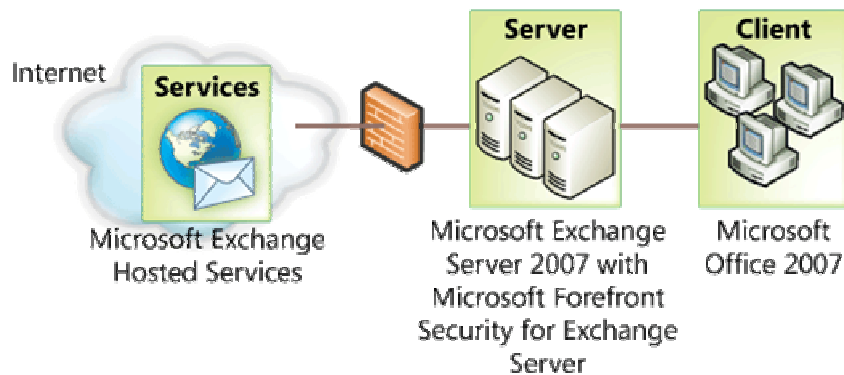 Internet
Services
Microsoft Exchange
Hosted Services
Server
Microsoft Exchange
Server 2007 with
Microsoft Forefront
Security for Exchange
Server
Client
Microsoft
Office 2007